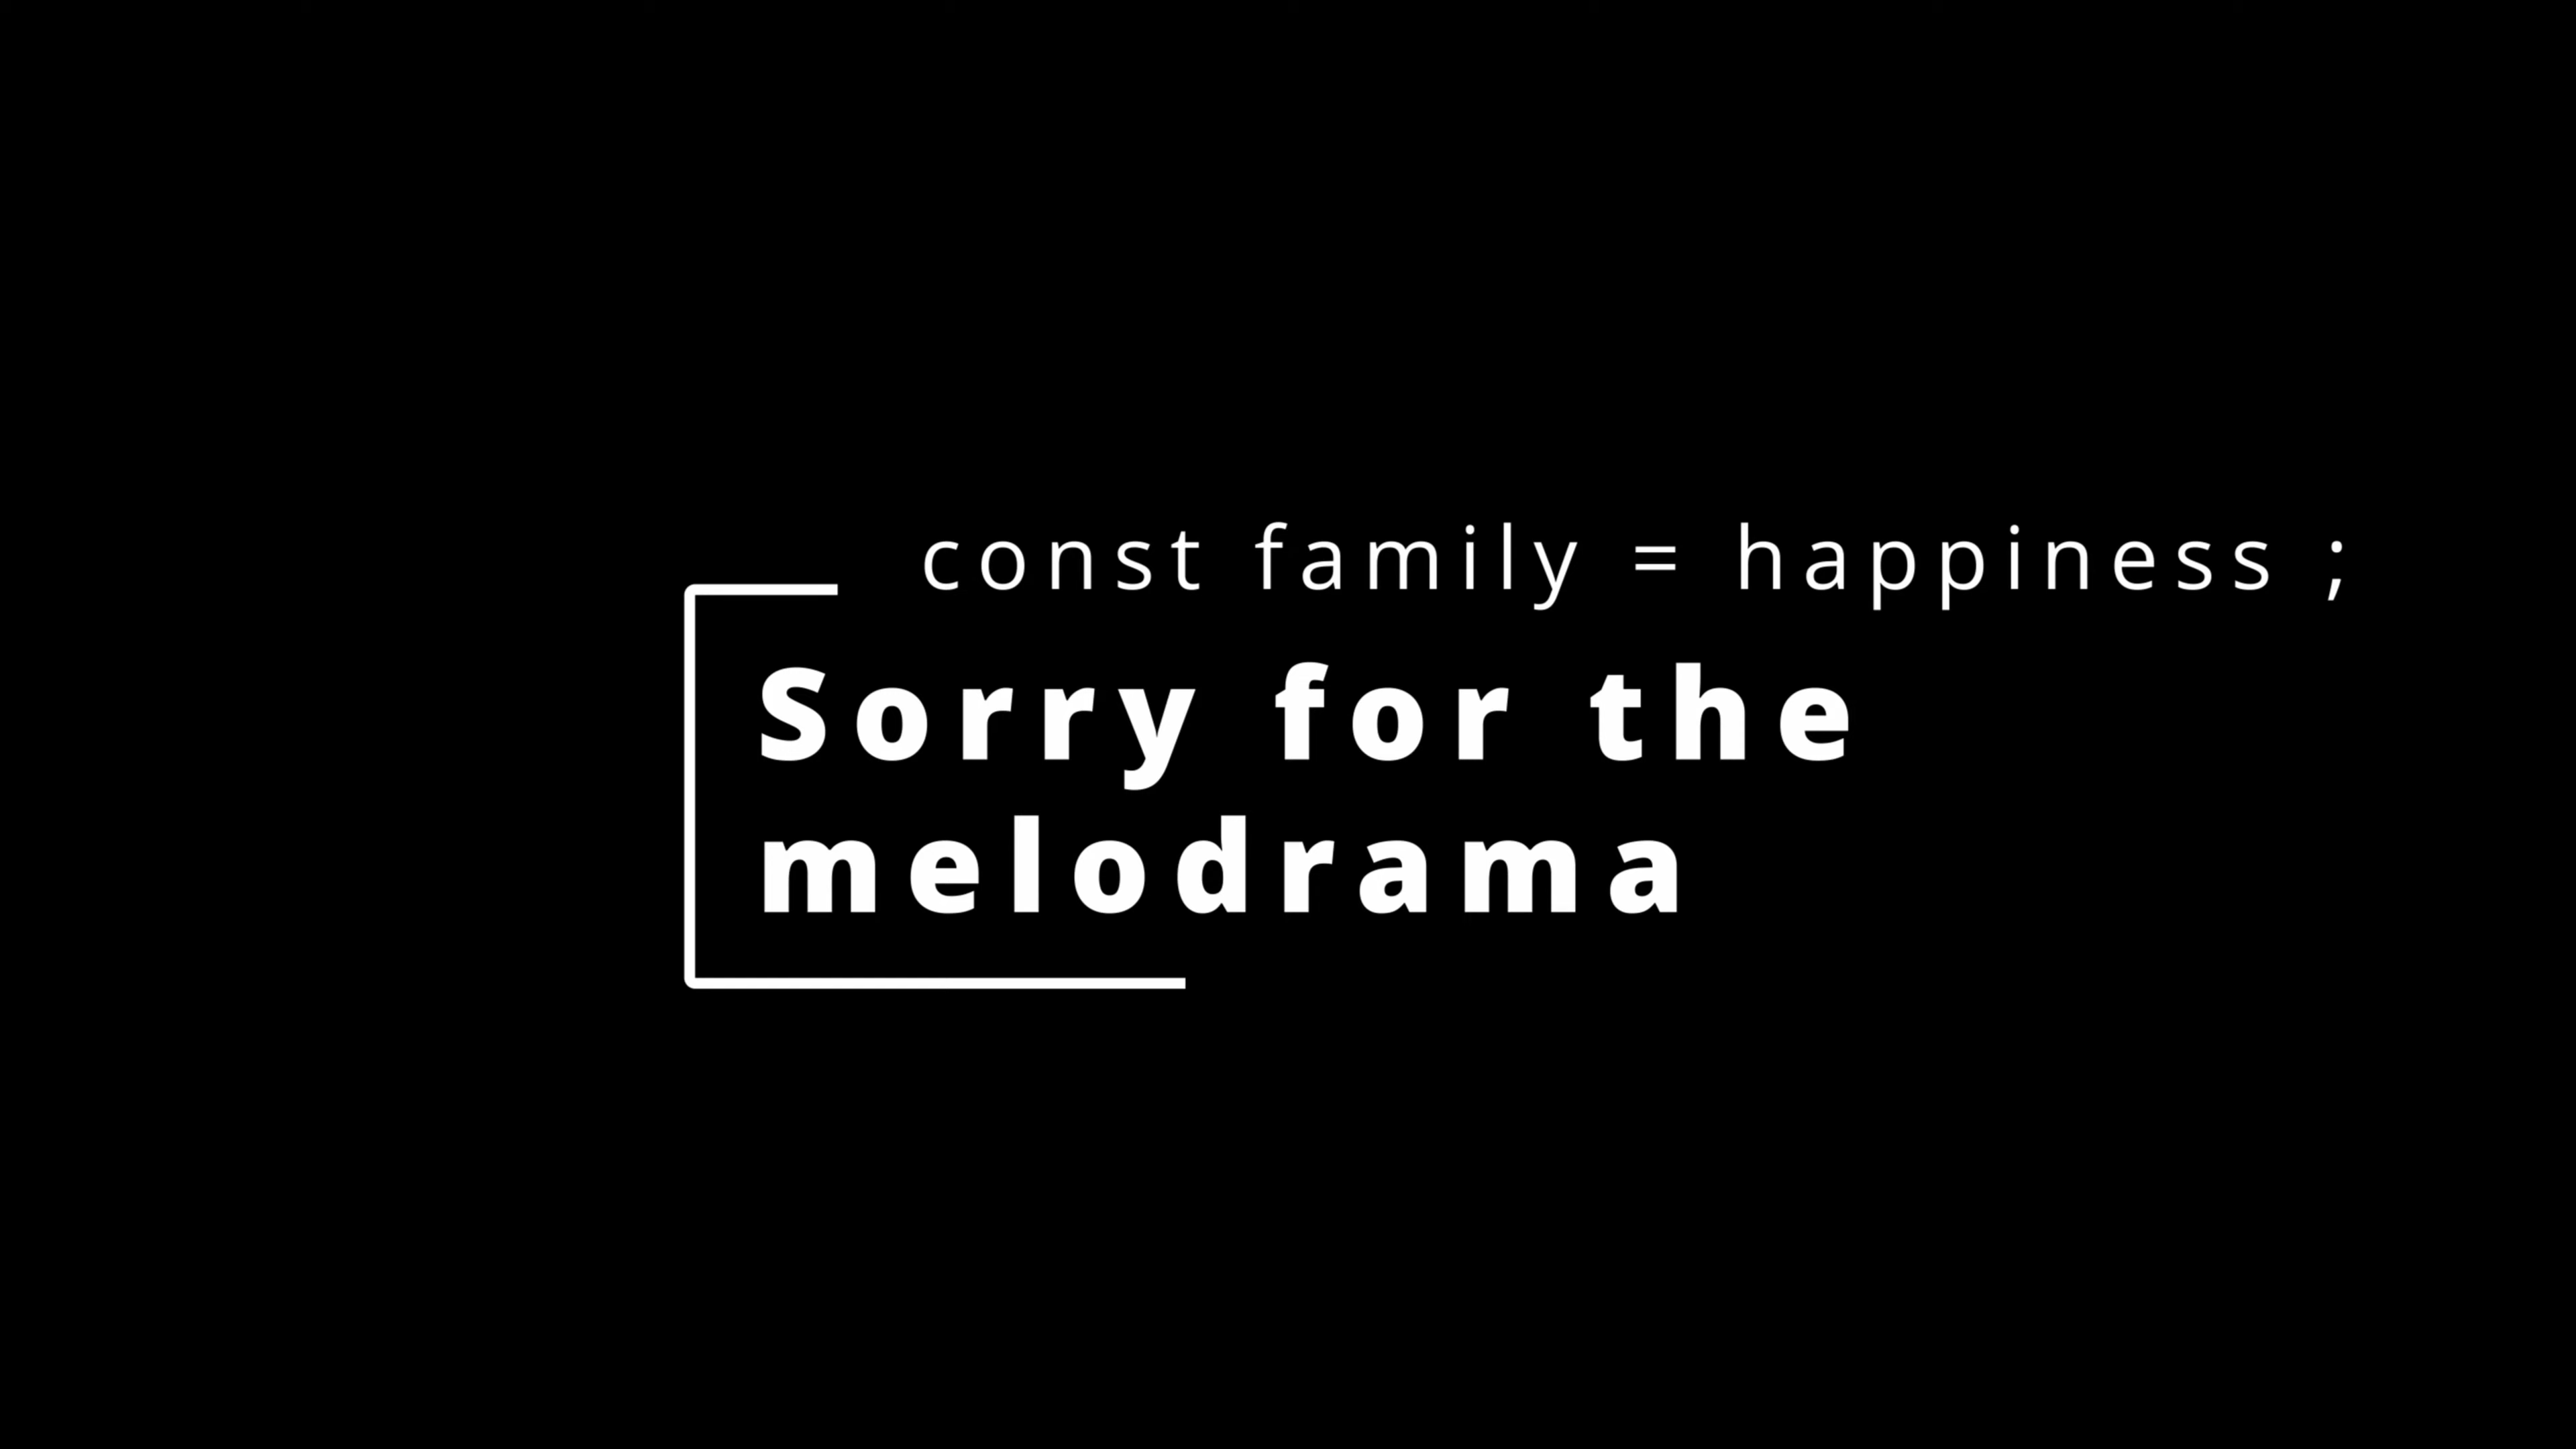 const family = happiness ;
Sorry for the
melodrama